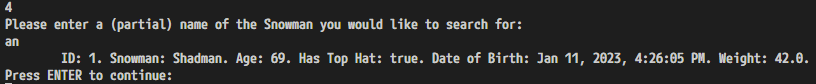 4
Please enter a (partial) name of the Snowman you would like to search for:
an
ID: 1. Snowman: Shadman. Age: 69. Has Top Hat: true. Date of Birth: Jan 11, 2023, 4:26:05 PM. Weight: 42.0.
Press ENTER to continue: